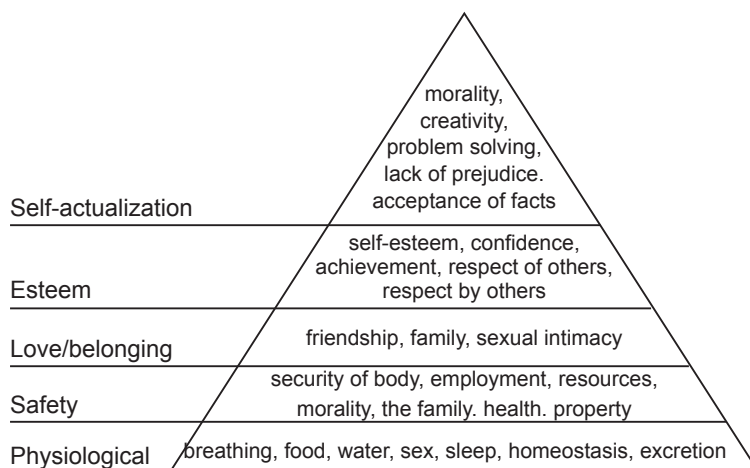 morality,
creativity,
problem solving,
lack of prejudice.
acceptance of facts
Self-actualization
self-esteem, confidence,
achievement, respect of others,
respect by others
Esteem
friendship, family, sexual intimacy
Love/belonging
security of body, employment, resources,
morality, the family. health. property
Safety
breathing, food, water, sex, sleep, homeostasis, excretion
Physiological